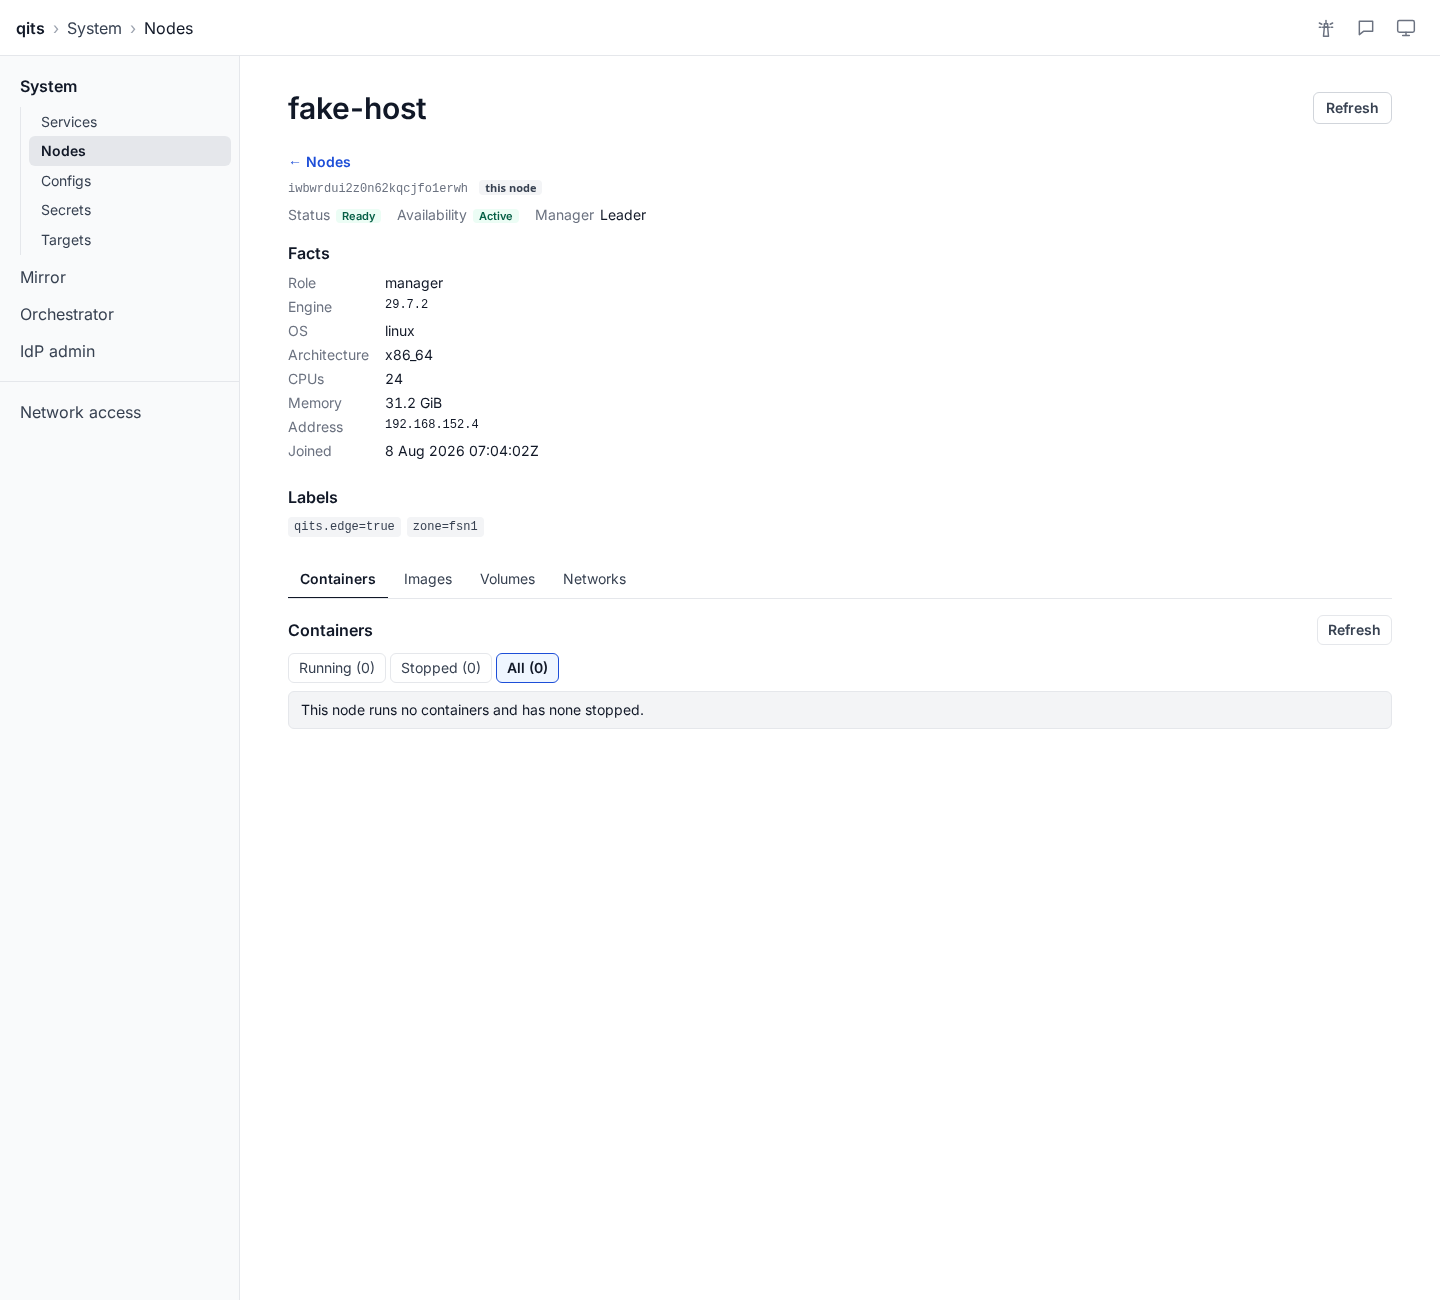 qits › System › Nodes
System
Services
Nodes
Configs
Secrets
Targets
Mirror
Orchestrator
IdP admin
Network access
fake-host
Refresh
← Nodes
iwbwrdui2z0n62kqcjfo1erwh this node
Status Ready Availability Active Manager Leader
Facts
Role manager
Engine 29.7.2
OS linux
Architecture x86_64
CPUs 24
Memory 31.2 GiB
Address 192.168.152.4
Joined 8 Aug 2026 07:04:02Z
Labels
qits.edge=true zone=fsn1
Containers Images Volumes Networks
Containers Refresh
Running (0) Stopped (0) All (0)
This node runs no containers and has none stopped.